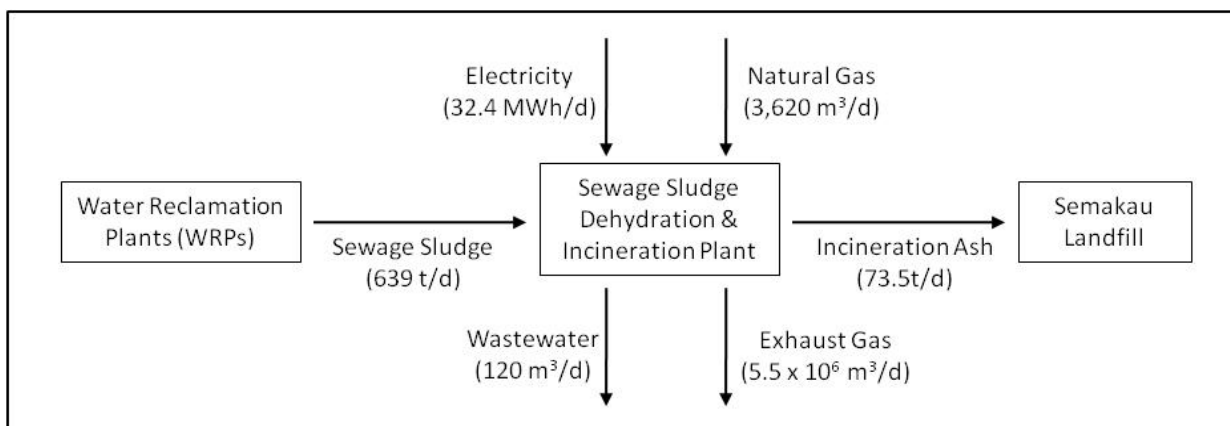 Electricity
(32.4 MWh/d)
Natural Gas
(3,620 m³/d)
Water Reclamation
Plants (WRPs)
Sewage Sludge
(639 t/d)
Sewage Sludge
Dehydration &
Incineration Plant
Incineration Ash
(73.5t/d)
Semakau
Landfill
Wastewater
(120 m³/d)
Exhaust Gas
(5.5 x 10⁶ m³/d)